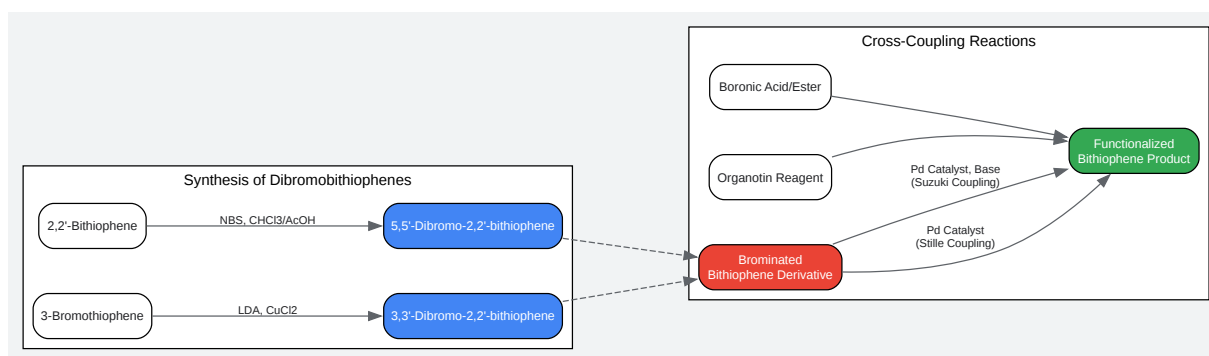 Synthesis of Dibromobithiophenes
2,2'-Bithiophene
NBS, CHCl3/AcOH
5,5'-Dibromo-2,2'-bithiophene
3-Bromothiophene
LDA, CuCl2
3,3'-Dibromo-2,2'-bithiophene
Cross-Coupling Reactions
Boronic Acid/Ester
Organotin Reagent
Pd Catalyst, Base
(Suzuki Coupling)
Pd Catalyst
(Stille Coupling)
Brominated
Bithiophene Derivative
Functionalized
Bithiophene Product